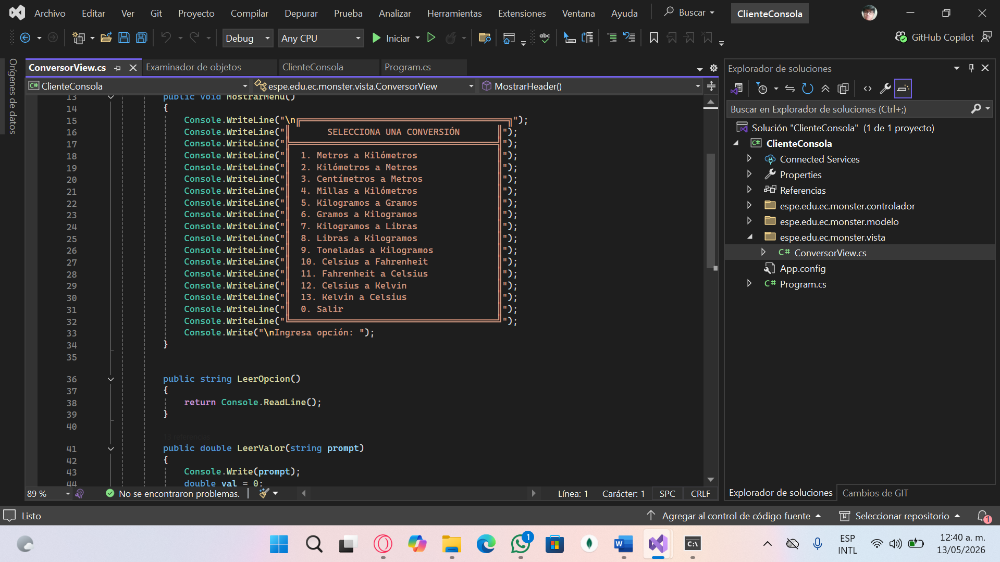 Archivo Editar Ver Git Proyecto Compilar Depurar Prueba Analizar Herramientas Extensiones Ventana Ayuda Buscar ClienteConsola
Debug Any CPU Iniciar abc GitHub Copilot
Orígenes de datos
ConversorView.cs Examinador de objetos ClienteConsola Program.cs
C# ClienteConsola espe.edu.ec.monster.vista.ConversorView MostrarHeader()
13 public void MostrarMenu()
14 {
15 Console.WriteLine("\n╔════════════════════════════════════════╗");
16 Console.WriteLine("║       SELECCIONA UNA CONVERSIÓN        ║");
17 Console.WriteLine("╠════════════════════════════════════════╣");
18 Console.WriteLine("║  1. Metros a Kilómetros                ║");
19 Console.WriteLine("║  2. Kilómetros a Metros                ║");
20 Console.WriteLine("║  3. Centímetros a Metros               ║");
21 Console.WriteLine("║  4. Millas a Kilómetros                ║");
22 Console.WriteLine("║  5. Kilogramos a Gramos                ║");
23 Console.WriteLine("║  6. Gramos a Kilogramos                ║");
24 Console.WriteLine("║  7. Kilogramos a Libras                ║");
25 Console.WriteLine("║  8. Libras a Kilogramos                ║");
26 Console.WriteLine("║  9. Toneladas a Kilogramos             ║");
27 Console.WriteLine("║  10. Celsius a Fahrenheit              ║");
28 Console.WriteLine("║  11. Fahrenheit a Celsius              ║");
29 Console.WriteLine("║  12. Celsius a Kelvin                  ║");
30 Console.WriteLine("║  13. Kelvin a Celsius                  ║");
31 Console.WriteLine("║  0. Salir                              ║");
32 Console.WriteLine("╚════════════════════════════════════════╝");
33 Console.Write("\nIngresa opción: ");
34 }
35
36 public string LeerOpcion()
37 {
38 return Console.ReadLine();
39 }
40
13 referencias
41 public double LeerValor(string prompt)
42 {
43 Console.Write(prompt);
44 double val = 0;
89 % No se encontraron problemas. Línea: 1 Carácter: 1 SPC CRLF
Explorador de soluciones
Buscar en Explorador de soluciones (Ctrl+;)
Solución "ClienteConsola" (1 de 1 proyecto)
C# ClienteConsola
Connected Services
Properties
Referencias
espe.edu.ec.monster.controlador
espe.edu.ec.monster.modelo
espe.edu.ec.monster.vista
C# ConversorView.cs
App.config
C# Program.cs
Explorador de soluciones Cambios de GIT
Listo Agregar al control de código fuente Seleccionar repositorio 1
1 W C:\ ESP INTL 12:40 a. m.
13/05/2026